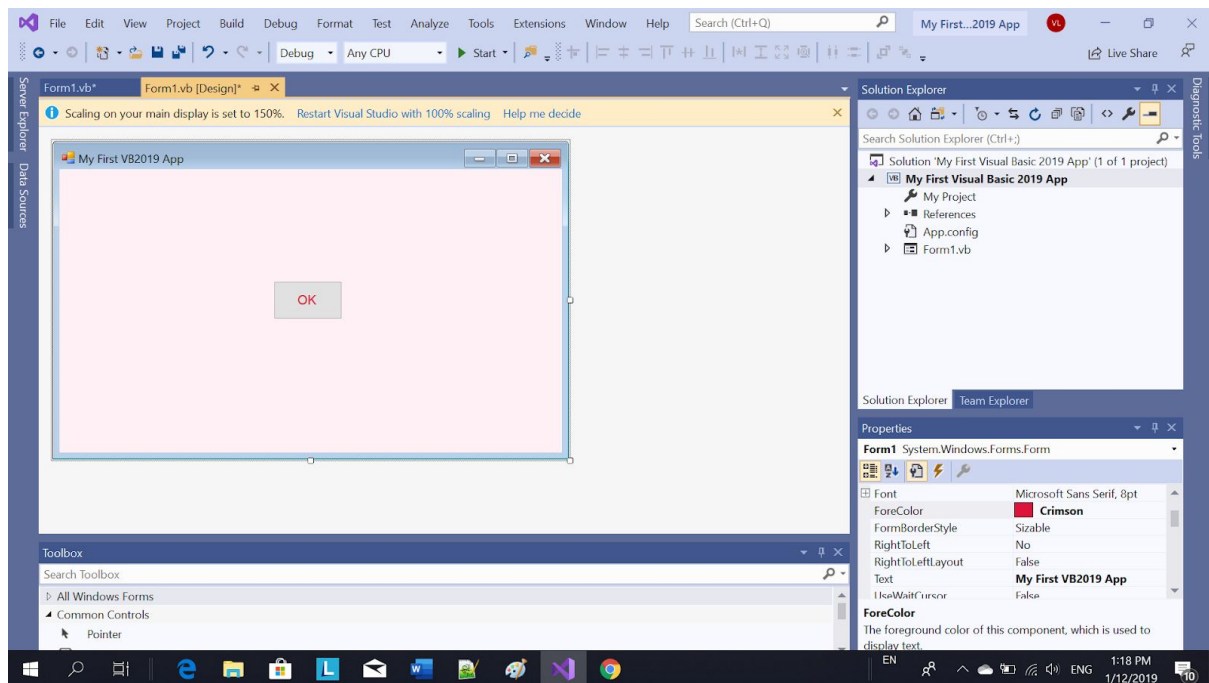 File Edit View Project Build Debug Format Test Analyze Tools Extensions Window Help Search (Ctrl+Q) My First...2019 App VL
Debug Any CPU Start Live Share
Server Explorer
Data Sources
Form1.vb* Form1.vb [Design]*
Scaling on your main display is set to 150%. Restart Visual Studio with 100% scaling Help me decide
My First VB2019 App
OK
Toolbox
Search Toolbox
All Windows Forms
Common Controls
Pointer
Solution Explorer
Search Solution Explorer (Ctrl+;)
Solution 'My First Visual Basic 2019 App' (1 of 1 project)
VB My First Visual Basic 2019 App
My Project
References
App.config
Form1.vb
Solution Explorer Team Explorer
Properties
Form1 System.Windows.Forms.Form
Font Microsoft Sans Serif, 8pt
ForeColor Crimson
FormBorderStyle Sizable
RightToLeft No
RightToLeftLayout False
Text My First VB2019 App
UseWaitCursor False
ForeColor
The foreground color of this component, which is used to
display text.
Diagnostic Tools
EN ENG 1:18 PM
1/12/2019
10